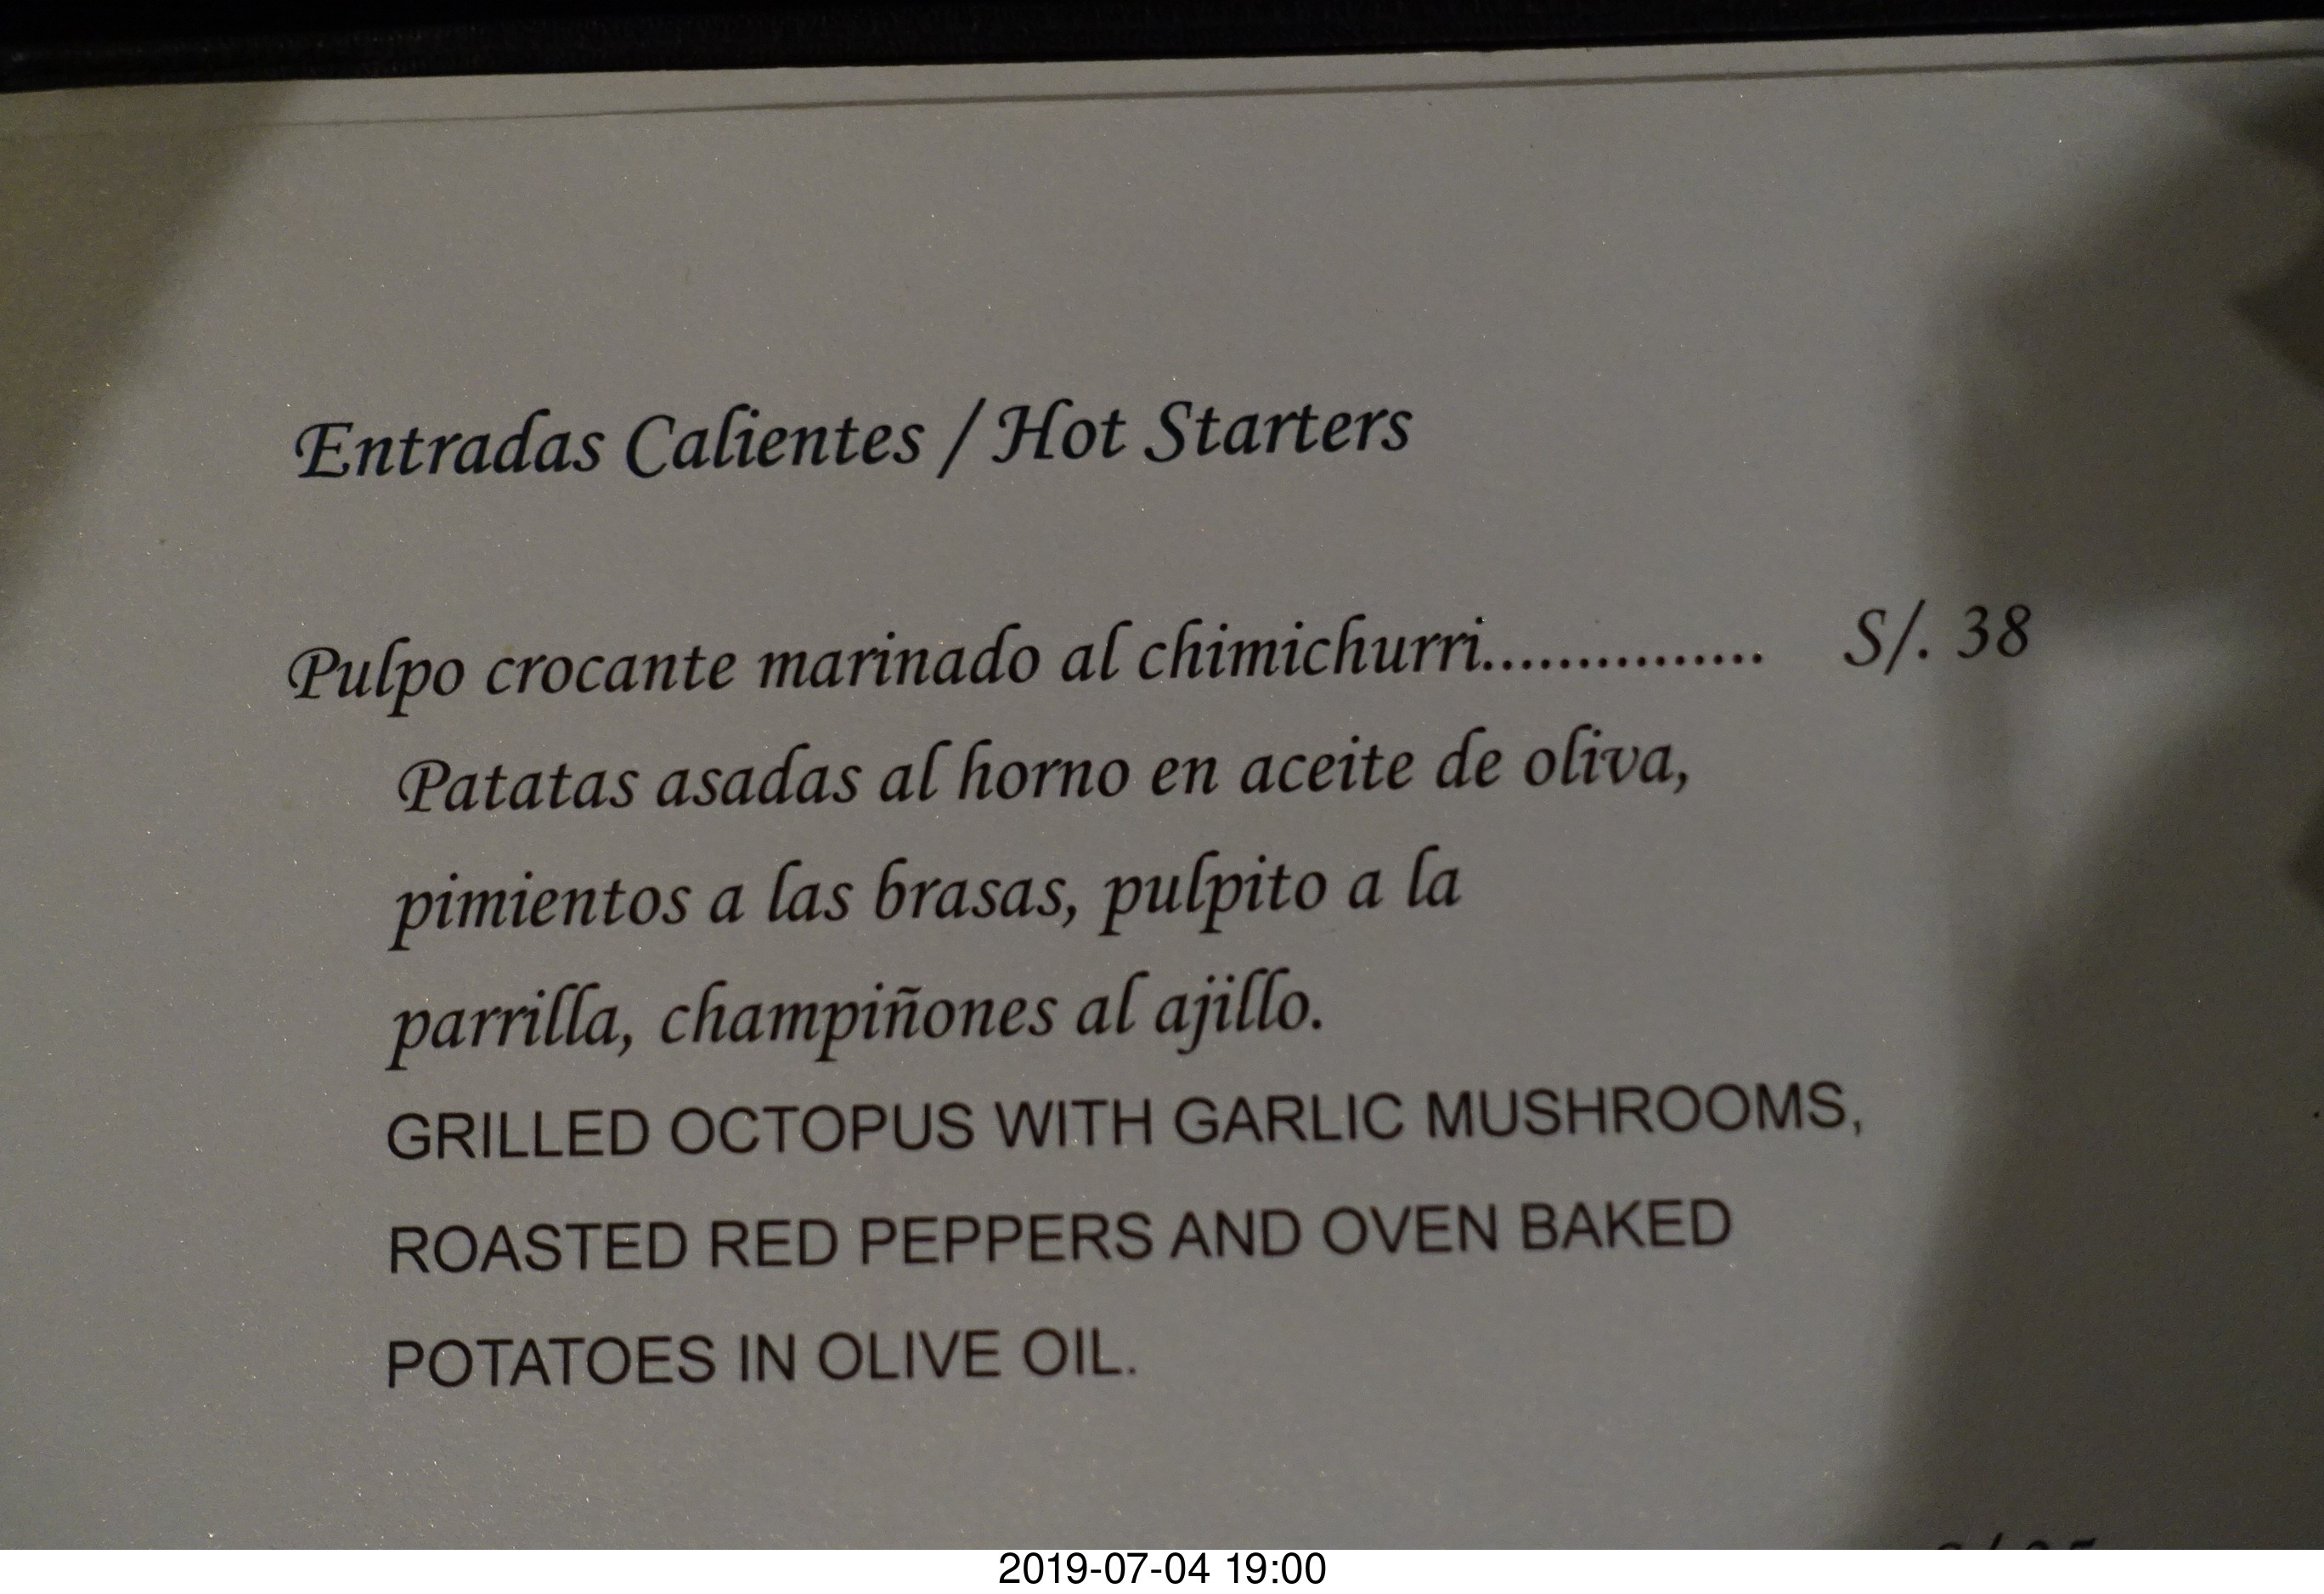 Entradas Calientes / Hot Starters
Pulpo crocante marinado al chimichurri............... S/. 38
Patatas asadas al horno en aceite de oliva,
pimientos a las brasas, pulpito a la
parrilla, champiñones al ajillo.
GRILLED OCTOPUS WITH GARLIC MUSHROOMS,
ROASTED RED PEPPERS AND OVEN BAKED
POTATOES IN OLIVE OIL.
2019-07-04 19:00